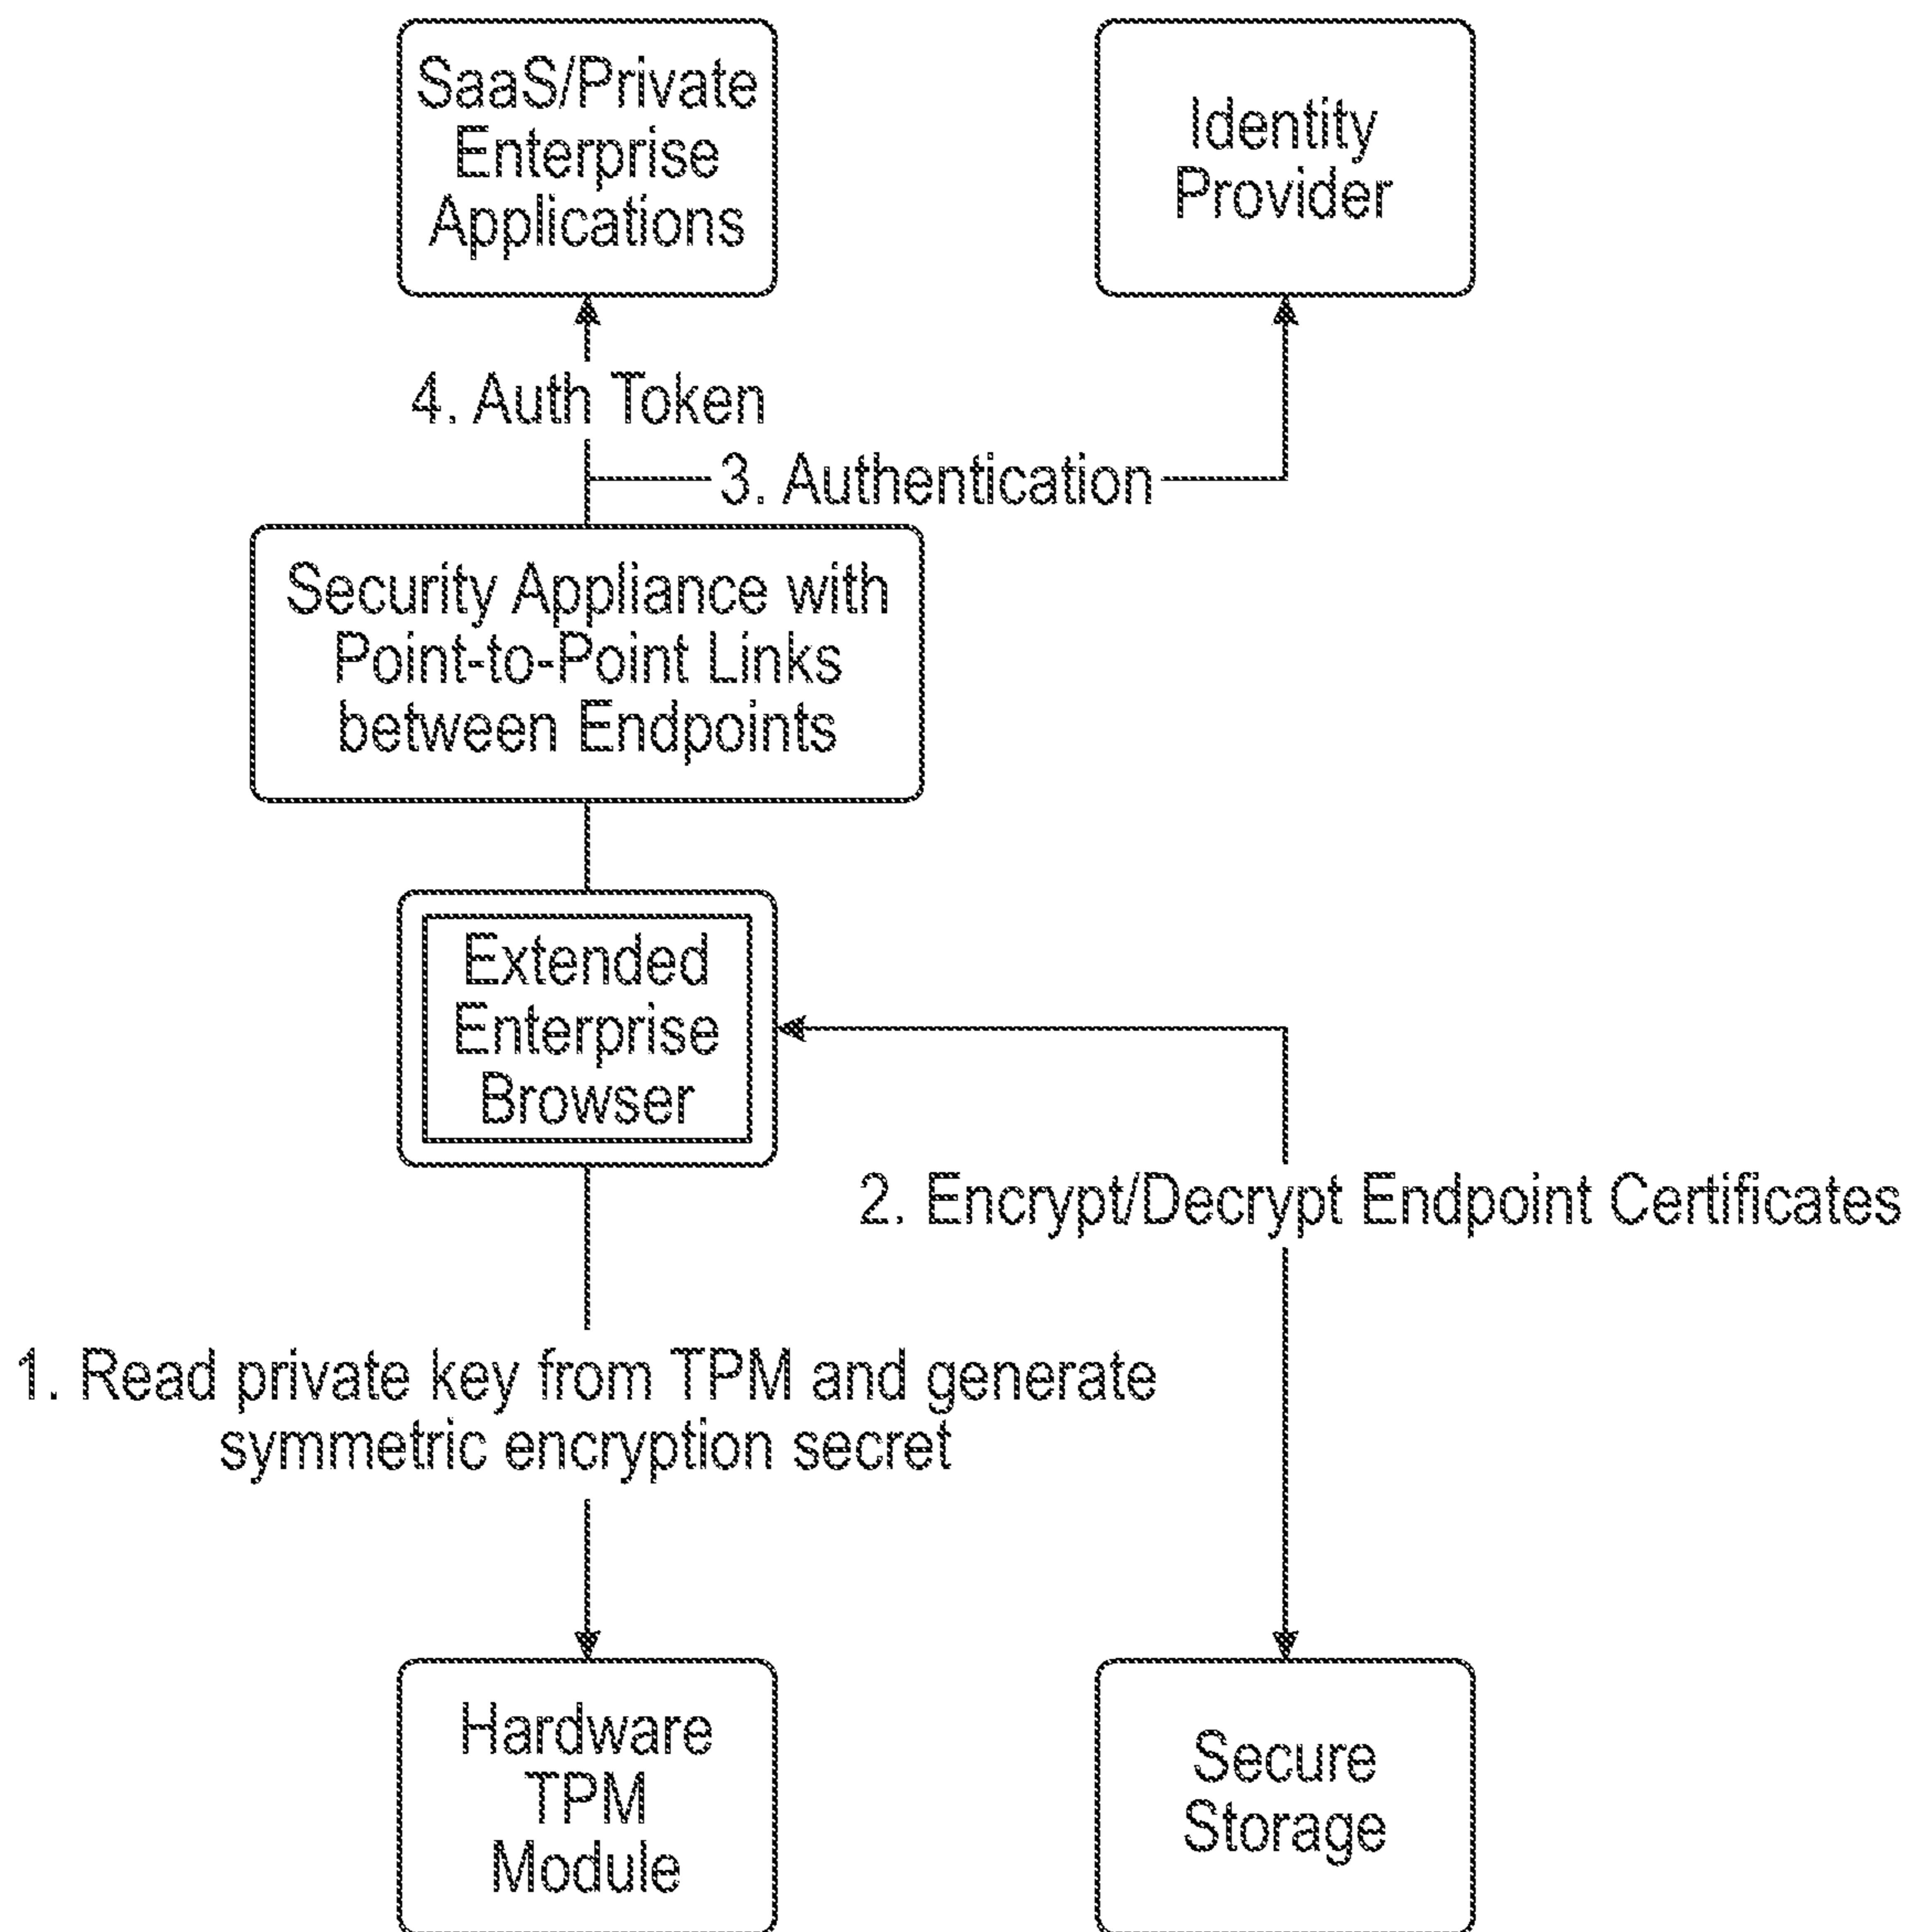 SaaS/Private
Enterprise
Applications
Identity
Provider
4. Auth Token
3. Authentication
Security Appliance with
Point-to-Point Links
between Endpoints
Extended
Enterprise
Browser
2. Encrypt/Decrypt Endpoint Certificates
1. Read private key from TPM and generate
symmetric encryption secret
Hardware
TPM
Module
Secure
Storage